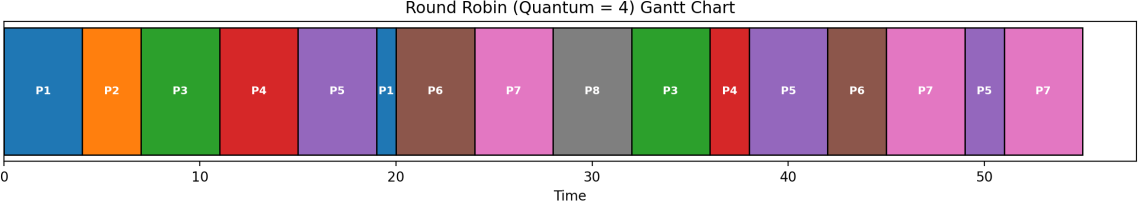 Round Robin (Quantum = 4) Gantt Chart
P1 P2 P3 P4 P5 P1 P6 P7 P8 P3 P4 P5 P6 P7 P5 P7
0 10 20 30 40 50
Time